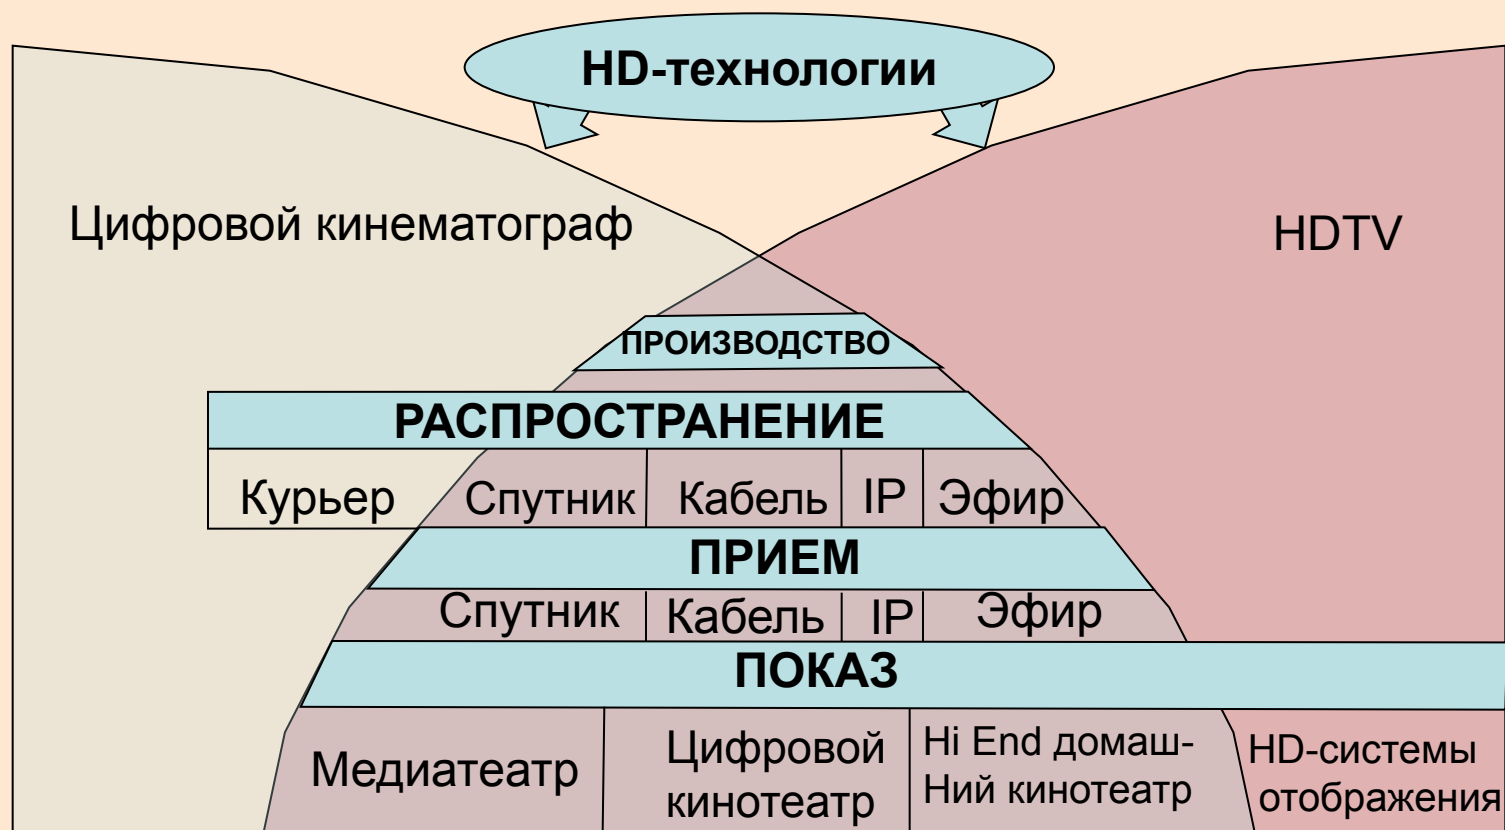 HD-технологии
Цифровой кинематограф
HDTV
ПРОИЗВОДСТВО
РАСПРОСТРАНЕНИЕ
Курьер
Спутник
Кабель
IP
Эфир
ПРИЕМ
Спутник
Кабель
IP
Эфир
ПОКАЗ
Медиатеатр
Цифровой
кинотеатр
Hi End домаш-
Ний кинотеатр
HD-системы
отображения